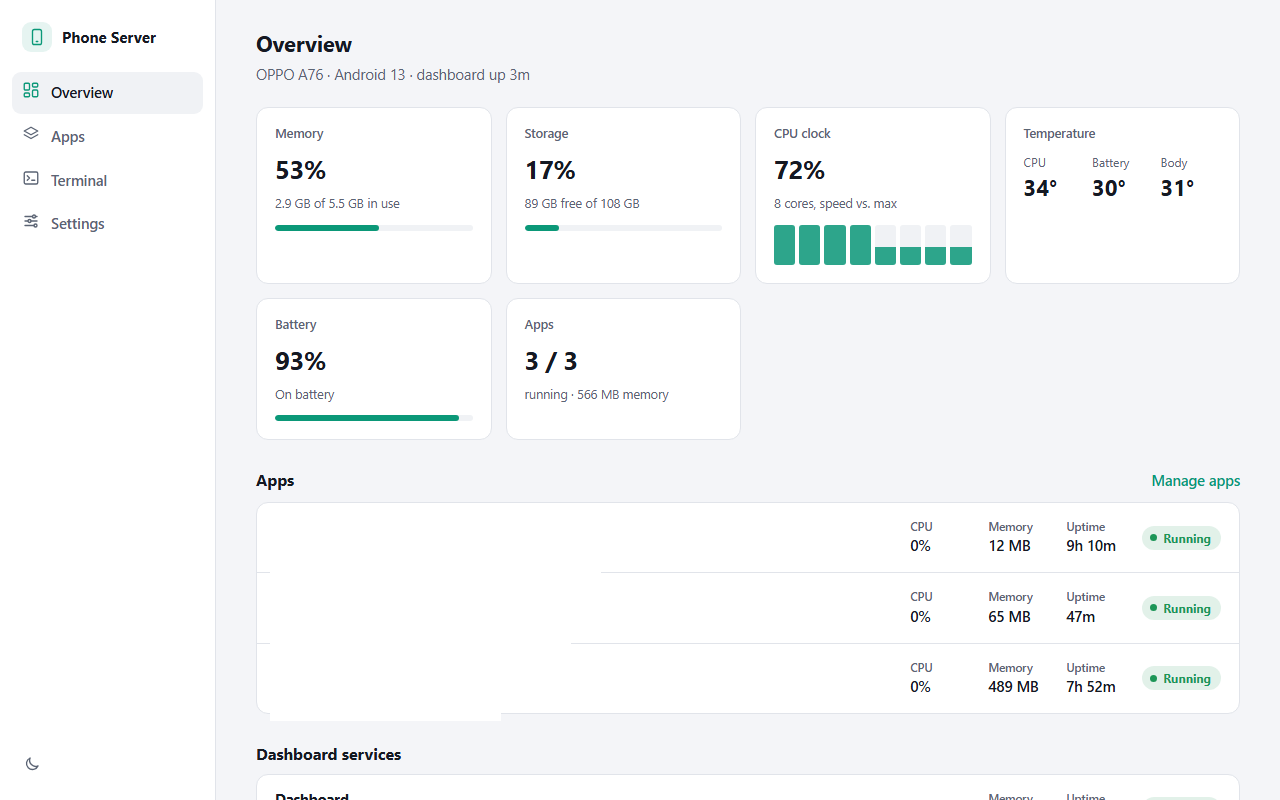 Phone Server
Overview
Apps
Terminal
Settings
Overview
OPPO A76 · Android 13 · dashboard up 3m
Memory
53%
2.9 GB of 5.5 GB in use
Storage
17%
89 GB free of 108 GB
CPU clock
72%
8 cores, speed vs. max
Temperature
CPU Battery Body
34° 30° 31°
Battery
93%
On battery
Apps
3 / 3
running · 566 MB memory
Apps
Manage apps
CPU Memory Uptime
0% 12 MB 9h 10m Running
CPU Memory Uptime
0% 65 MB 47m Running
CPU Memory Uptime
0% 489 MB 7h 52m Running
Dashboard services
Dashboard Memory Uptime